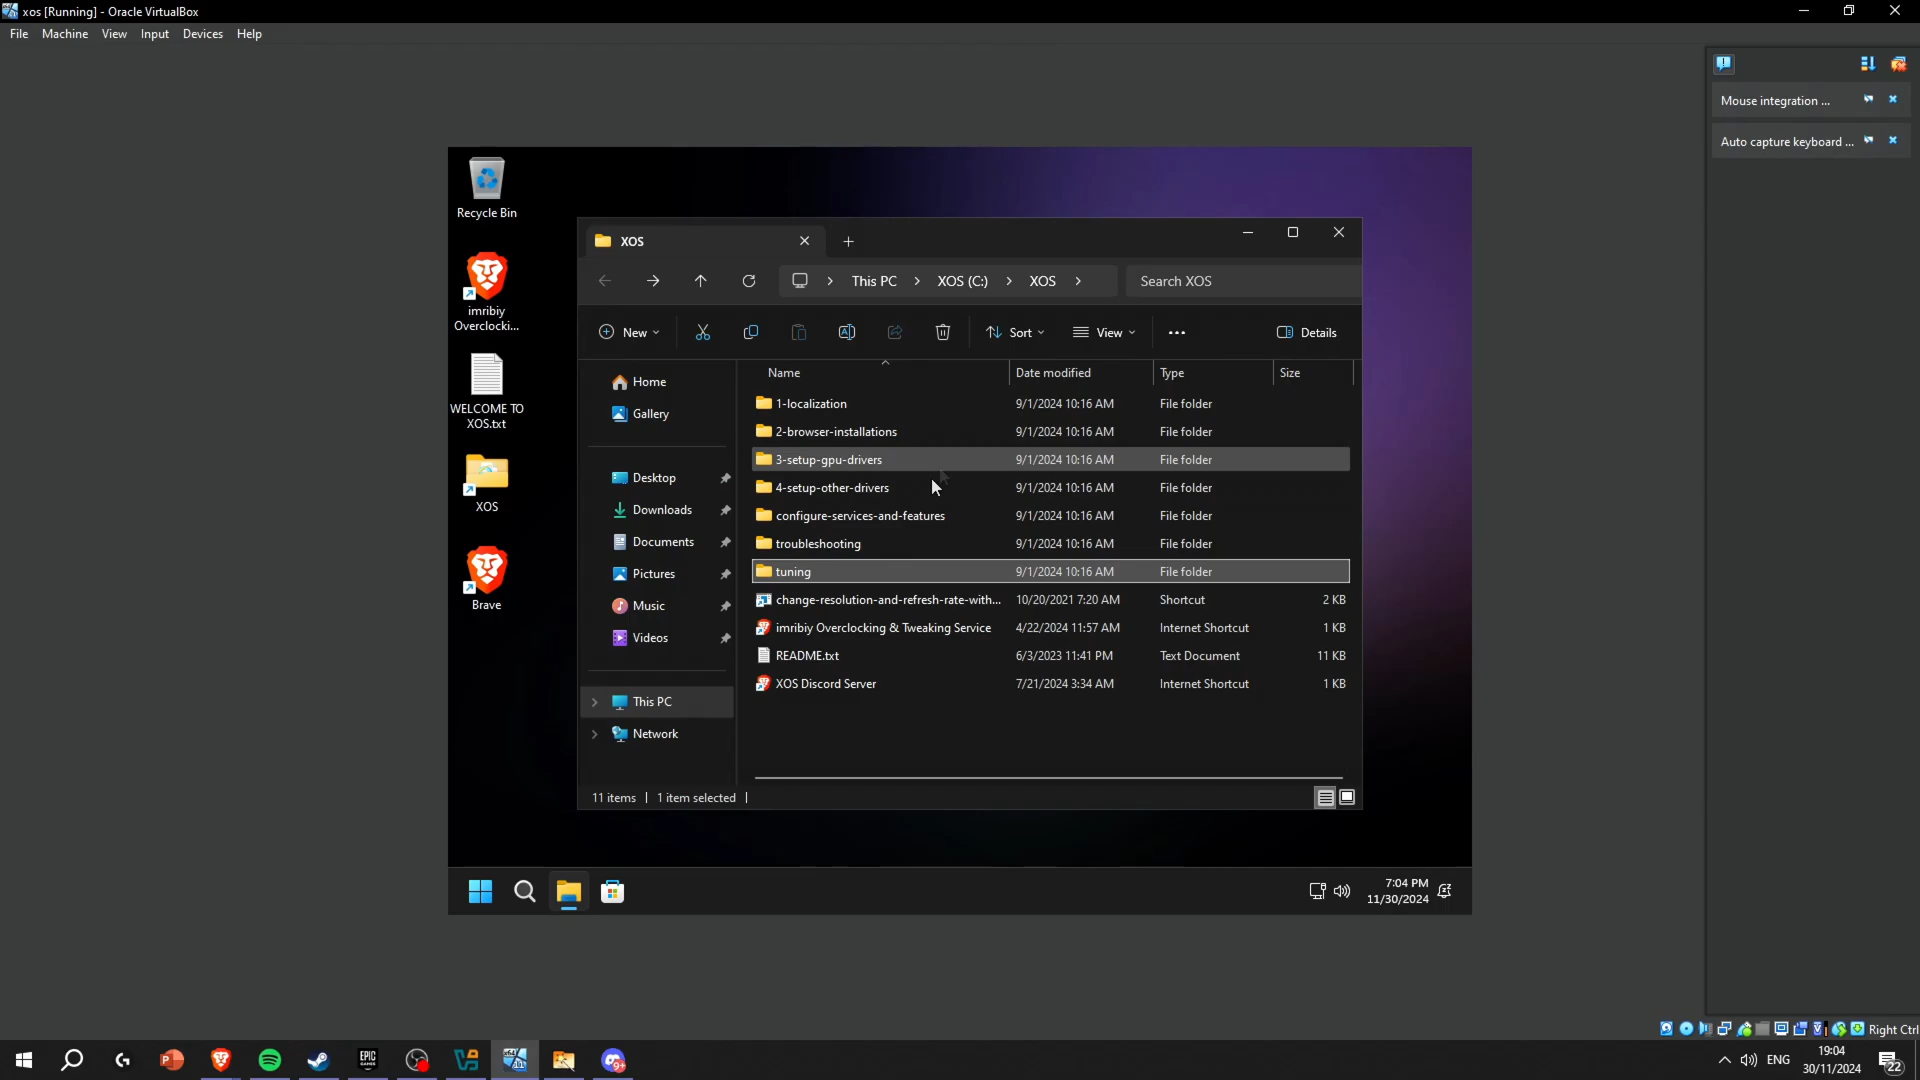 xos [Running] - Oracle VirtualBox
File Machine View Input Devices Help
Mouse integration ...
Auto capture keyboard ...
Recycle Bin
imribiy
Overclocki...
WELCOME TO
XOS.txt
XOS
Brave
XOS
This PC > XOS (C:) > XOS >
Search XOS
New
Sort
View
Details
Name Date modified Type Size
Home
Gallery
Desktop
Downloads
Documents
Pictures
Music
Videos
This PC
Network
1-localization 9/1/2024 10:16 AM File folder
2-browser-installations 9/1/2024 10:16 AM File folder
3-setup-gpu-drivers 9/1/2024 10:16 AM File folder
4-setup-other-drivers 9/1/2024 10:16 AM File folder
configure-services-and-features 9/1/2024 10:16 AM File folder
troubleshooting 9/1/2024 10:16 AM File folder
tuning 9/1/2024 10:16 AM File folder
change-resolution-and-refresh-rate-with... 10/20/2021 7:20 AM Shortcut 2 KB
imribiy Overclocking & Tweaking Service 4/22/2024 11:57 AM Internet Shortcut 1 KB
README.txt 6/3/2023 11:41 PM Text Document 11 KB
XOS Discord Server 7/21/2024 3:34 AM Internet Shortcut 1 KB
11 items | 1 item selected |
7:04 PM
11/30/2024
Right Ctrl
EPIC
GAMES
ENG
19:04
30/11/2024
22